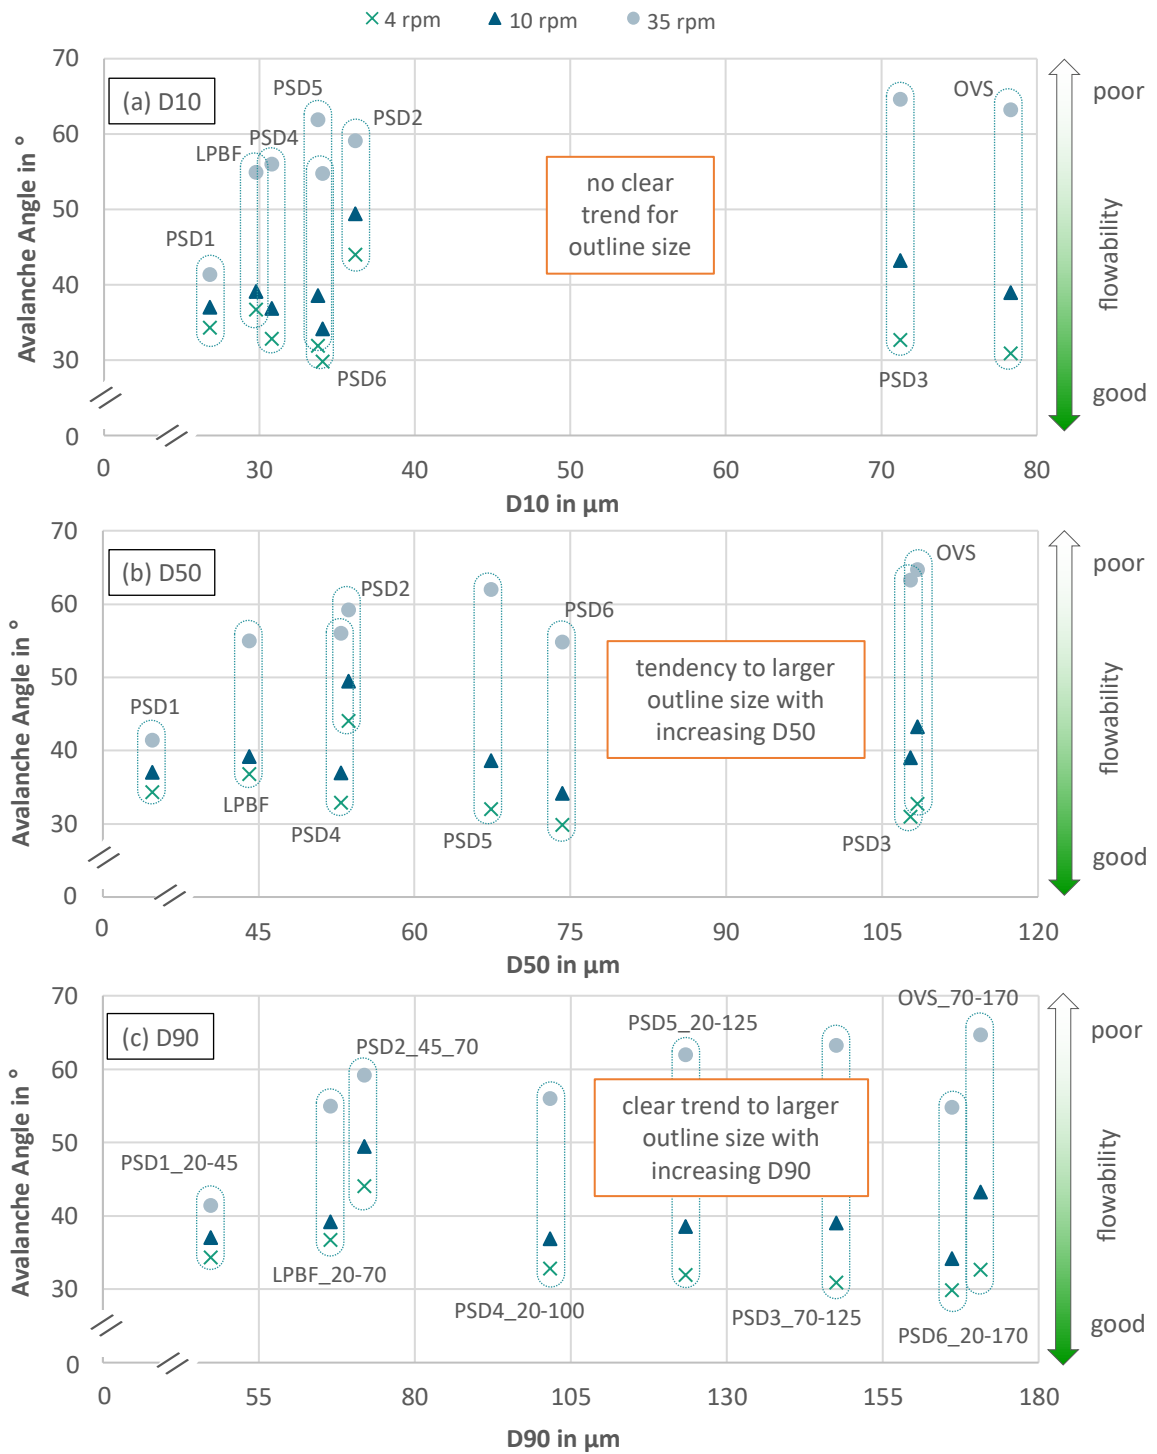 4 rpm
10 rpm
35 rpm
70
60
50
40
30
0
Avalanche Angle in °
(a) D10
PSD1
LPBF
PSD4
PSD5
PSD2
PSD6
PSD3
OVS
no clear
trend for
outline size
poor
flowability
good
0
30
40
50
60
70
80
D10 in µm
70
60
50
40
30
0
Avalanche Angle in °
(b) D50
PSD1
LPBF
PSD4
PSD2
PSD5
PSD6
PSD3
OVS
tendency to larger
outline size with
increasing D50
poor
flowability
good
0
45
60
75
90
105
120
D50 in µm
70
60
50
40
30
0
Avalanche Angle in °
(c) D90
PSD1_20-45
LPBF_20-70
PSD2_45_70
PSD4_20-100
PSD5_20-125
PSD3_70-125
OVS_70-170
PSD6_20-170
clear trend to larger
outline size with
increasing D90
poor
flowability
good
0
55
80
105
130
155
180
D90 in µm